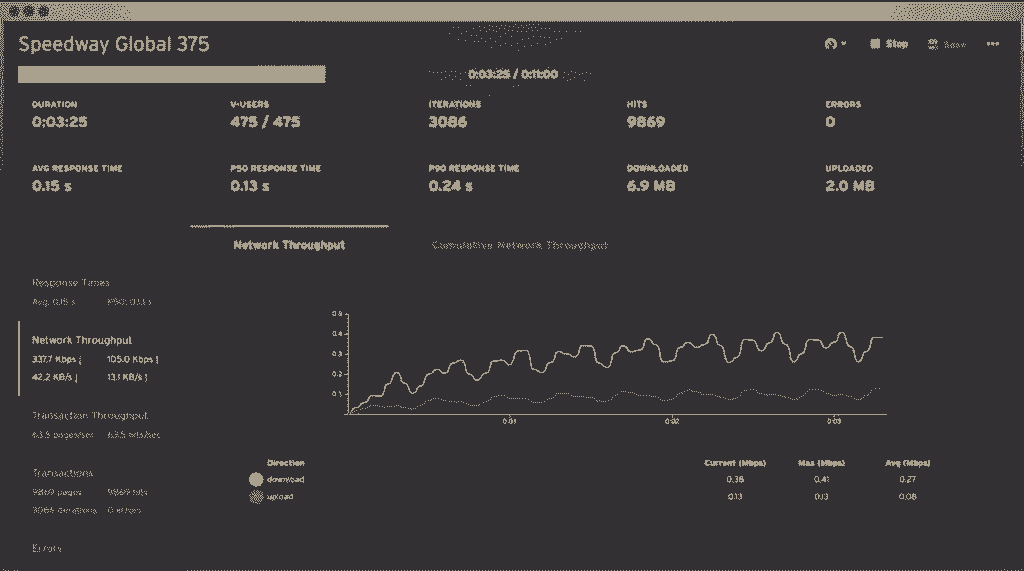 Speedway Global 375
Stop
0:03:25 / 0:11:00
DURATION V-USERS ITERATIONS HITS ERRORS
0:03:25 475 / 475 3086 9869 0
AVG RESPONSE TIME P50 RESPONSE TIME P90 RESPONSE TIME DOWNLOADED UPLOADED
0.15 s 0.13 s 0.24 s 6.9 MB 2.0 MB
Network Throughput Cumulative Network Throughput
Response Times
Avg. 0.15 s
Network Throughput
337.7 Kbps 105.0 Kbps
42.2 KB/s 13.1 KB/s
Transaction Throughput
63.5 pages/sec 63.5 hits/sec
Transactions
9869 pages 9869 hits
3086 iterations 0 errors
Errors
0.5
0.4
0.3
0.2
0.1
0:01 0:02 0:03
Direction Current (Mbps) Max (Mbps) Avg (Mbps)
download 0.38 0.41 0.27
upload 0.13 0.13 0.08